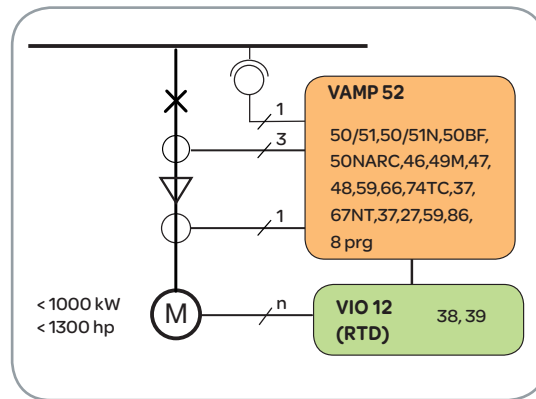 VAMP 52
1
50/51,50/51N,50BF,
3
50NARC,46,49M,47,
48,59,66,74TC,37,
67NT,37,27,59,86,
1
8 prg
< 1000 kW
< 1300 hp
M
n
VIO 12
(RTD)
38, 39